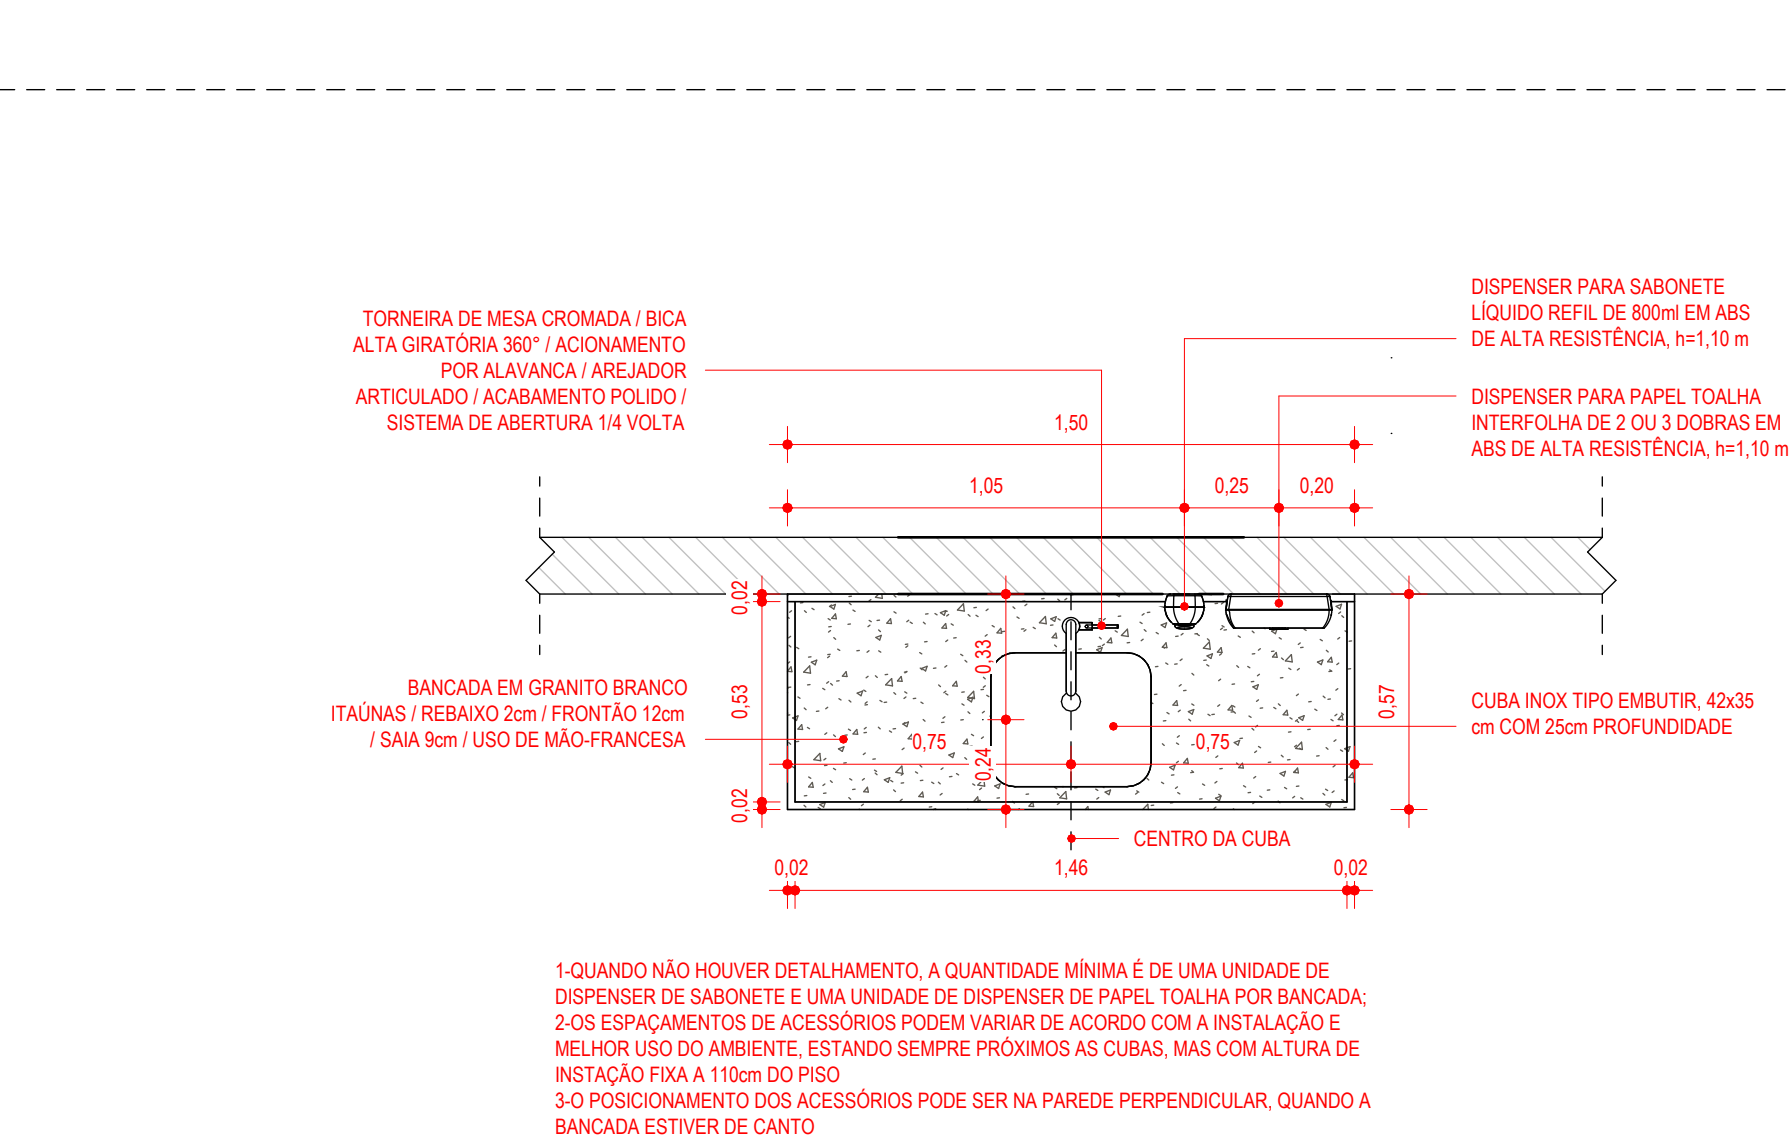 DISPENSER PARA SABONETE
LÍQUIDO REFIL DE 800ml EM ABS
DE ALTA RESISTÊNCIA, h=1,10 m
TORNEIRA DE MESA CROMADA / BICA
ALTA GIRATÓRIA 360° / ACIONAMENTO
POR ALAVANCA / AREJADOR
ARTICULADO / ACABAMENTO POLIDO /
SISTEMA DE ABERTURA 1/4 VOLTA
DISPENSER PARA PAPEL TOALHA
INTERFOLHA DE 2 OU 3 DOBRAS EM
ABS DE ALTA RESISTÊNCIA, h=1,10 m
1,50
1,05
0,25
0,20
0,02
0,33
0,53
0,57
BANCADA EM GRANITO BRANCO
ITAÚNAS / REBAIXO 2cm / FRONTÃO 12cm
/ SAIA 9cm / USO DE MÃO-FRANCESA
CUBA INOX TIPO EMBUTIR, 42x35
cm COM 25cm PROFUNDIDADE
0,75
0,75
0,24
0,02
CENTRO DA CUBA
0,02
1,46
0,02
1-QUANDO NÃO HOUVER DETALHAMENTO, A QUANTIDADE MÍNIMA É DE UMA UNIDADE DE
DISPENSER DE SABONETE E UMA UNIDADE DE DISPENSER DE PAPEL TOALHA POR BANCADA;
2-OS ESPAÇAMENTOS DE ACESSÓRIOS PODEM VARIAR DE ACORDO COM A INSTALAÇÃO E
MELHOR USO DO AMBIENTE, ESTANDO SEMPRE PRÓXIMOS AS CUBAS, MAS COM ALTURA DE
INSTAÇÃO FIXA A 110cm DO PISO
3-O POSICIONAMENTO DOS ACESSÓRIOS PODE SER NA PAREDE PERPENDICULAR, QUANDO A
BANCADA ESTIVER DE CANTO